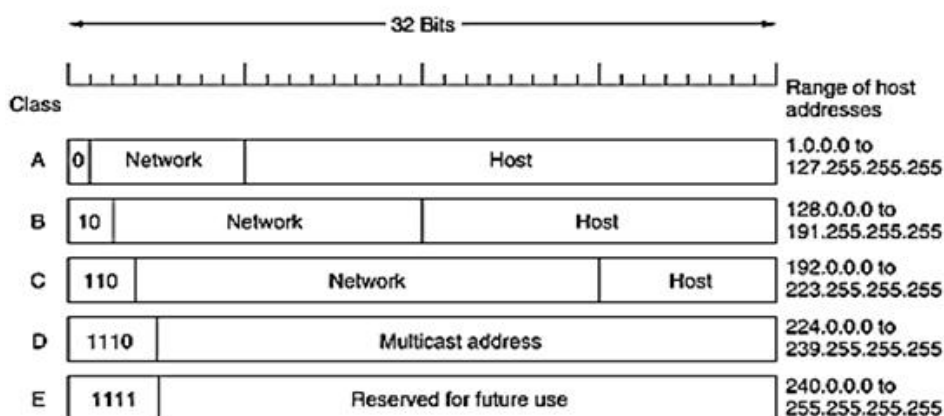 32 Bits
Class
Range of host
addresses
A 0 Network Host 1.0.0.0 to
127.255.255.255
B 10 Network Host 128.0.0.0 to
191.255.255.255
C 110 Network Host 192.0.0.0 to
223.255.255.255
D 1110 Multicast address 224.0.0.0 to
239.255.255.255
E 1111 Reserved for future use 240.0.0.0 to
255.255.255.255